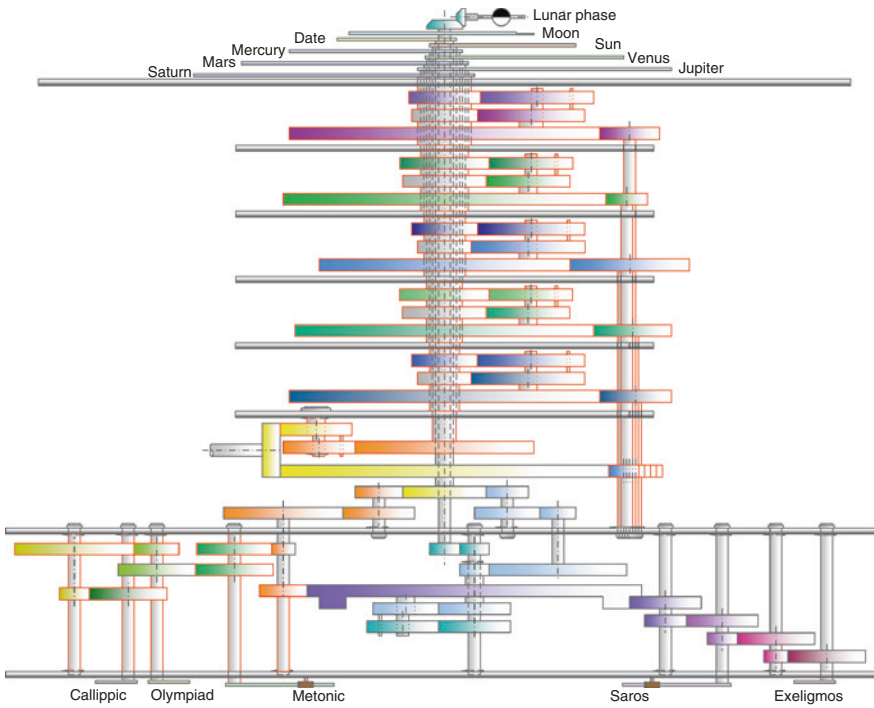 Lunar phase
Moon
Date
Sun
Mercury
Venus
Mars
Jupiter
Saturn
Callippic
Olympiad
Metonic
Saros
Exeligmos